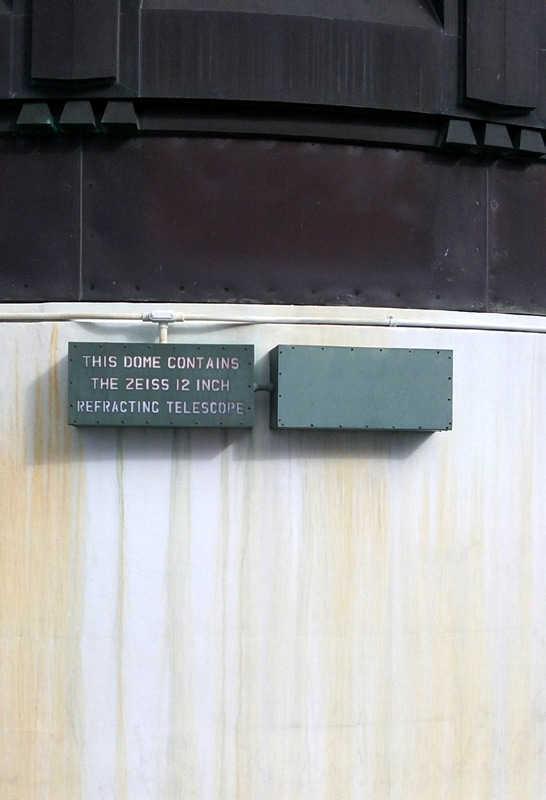 THIS DOME CONTAINS
THE ZEISS 12 INCH
REFRACTING TELESCOPE